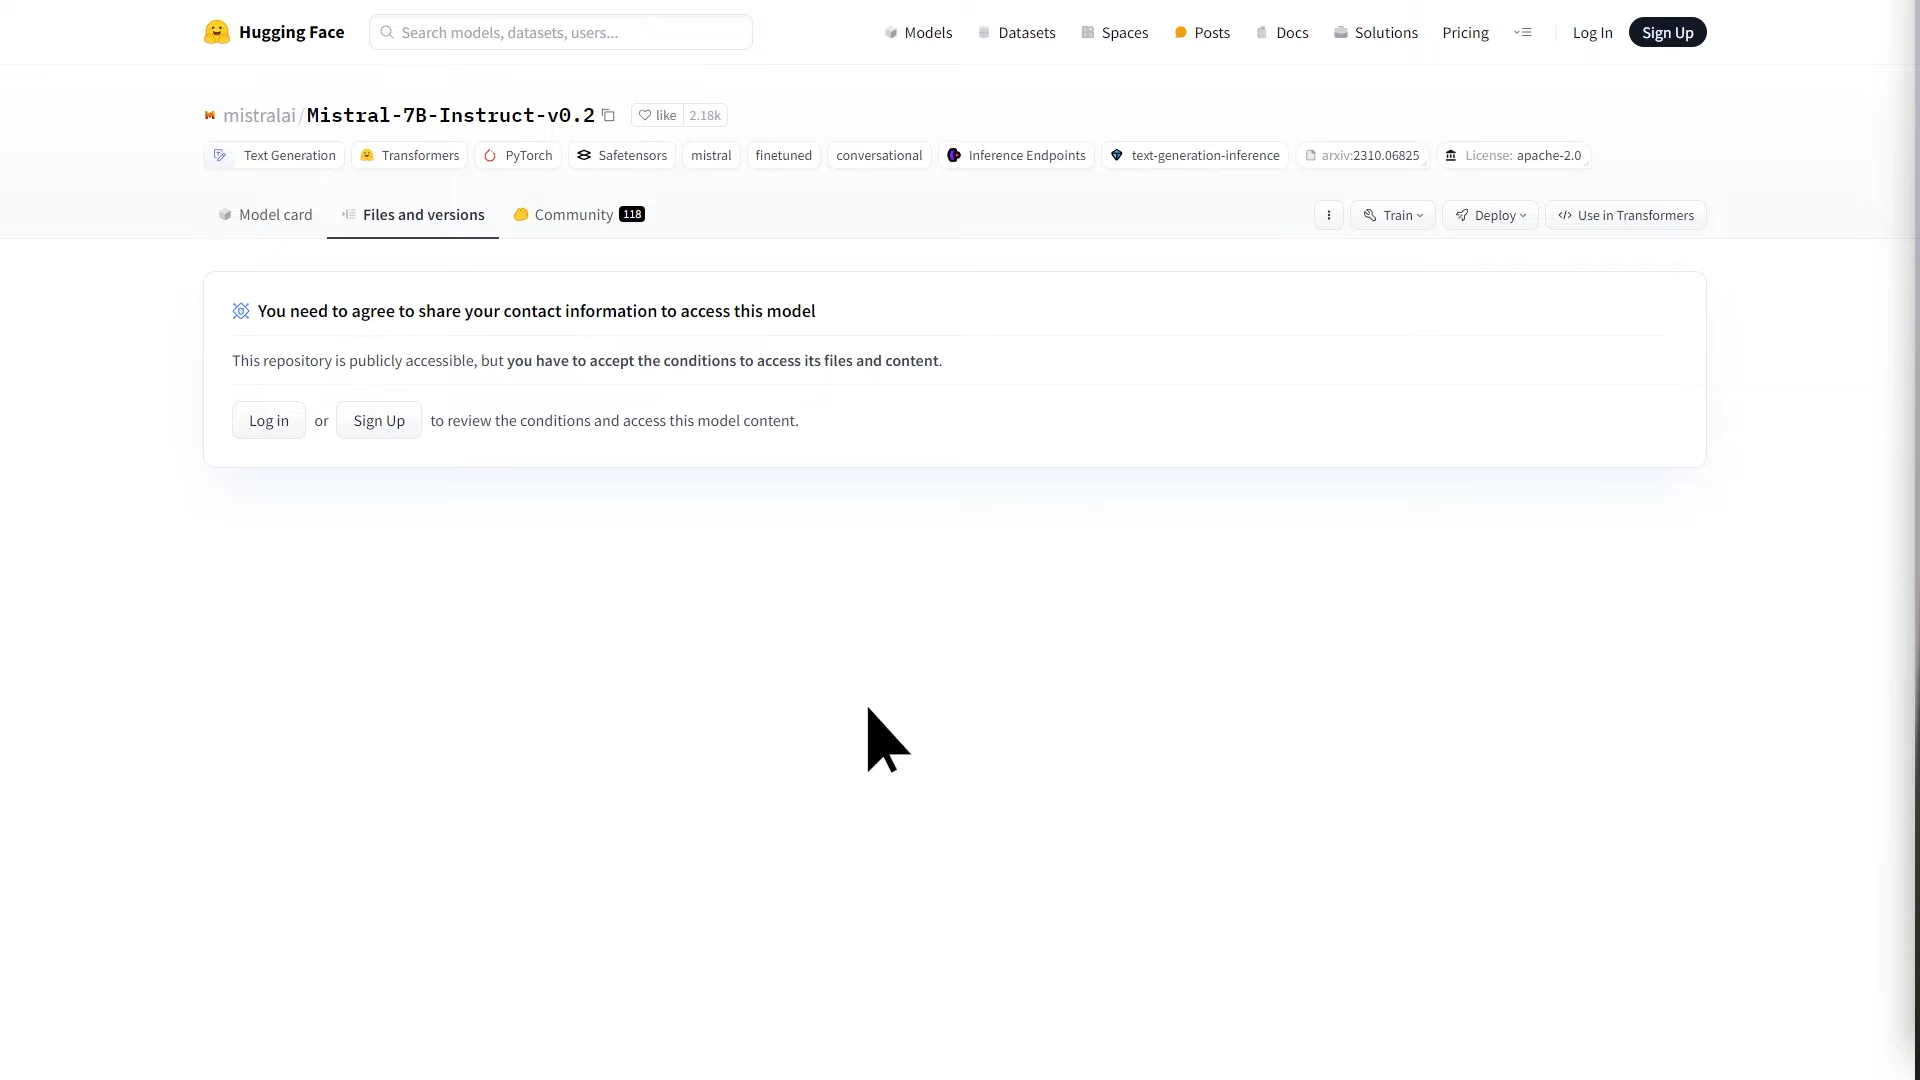 Hugging Face
Search models, datasets, users...
Models
Datasets
Spaces
Posts
Docs
Solutions
Pricing
Log In
Sign Up
mistralai/Mistral-7B-Instruct-v0.2
like 2.18k
Text Generation
Transformers
PyTorch
Safetensors
mistral
finetuned
conversational
Inference Endpoints
text-generation-inference
arxiv:2310.06825
License: apache-2.0
Model card
Files and versions
Community 118
Train
Deploy
</> Use in Transformers
You need to agree to share your contact information to access this model
This repository is publicly accessible, but you have to accept the conditions to access its files and content.
Log in or Sign Up to review the conditions and access this model content.